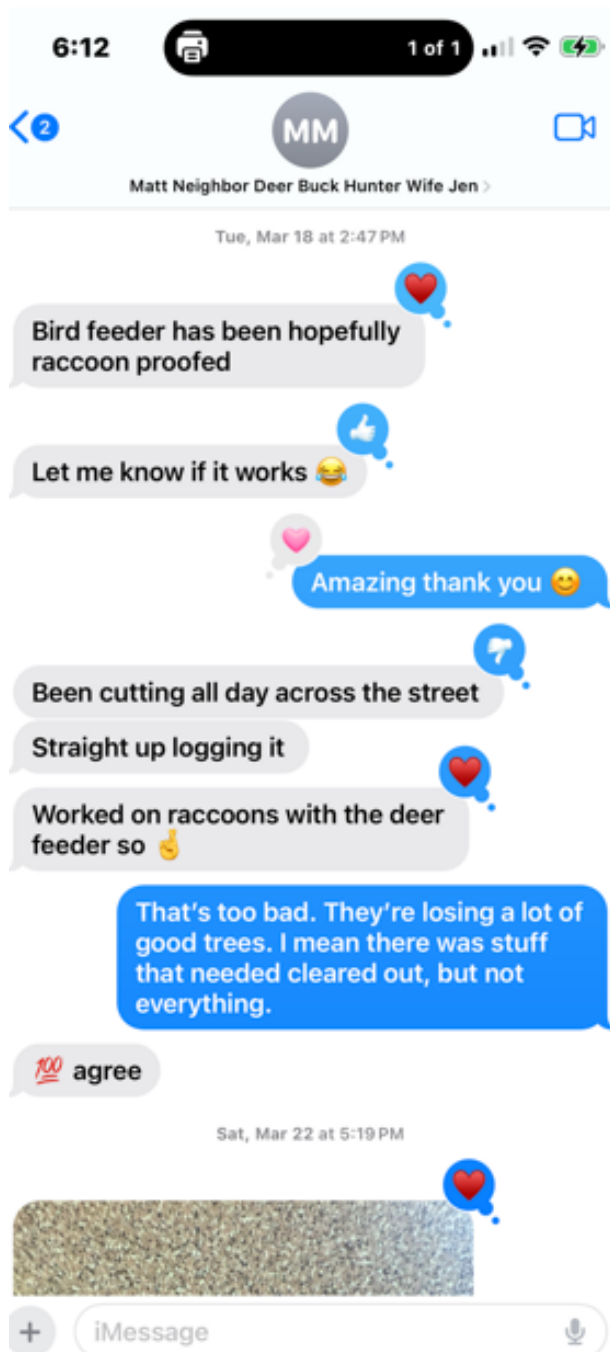 6:12
1 of 1
2
MM
Matt Neighbor Deer Buck Hunter Wife Jen
Tue, Mar 18 at 2:47 PM
Bird feeder has been hopefully
raccoon proofed
Let me know if it works 😂
Amazing thank you 😊
Been cutting all day across the street
Straight up logging it
Worked on raccoons with the deer
feeder so 🤞
That's too bad. They're losing a lot of
good trees. I mean there was stuff
that needed cleared out, but not
everything.
💯 agree
Sat, Mar 22 at 5:19 PM
iMessage